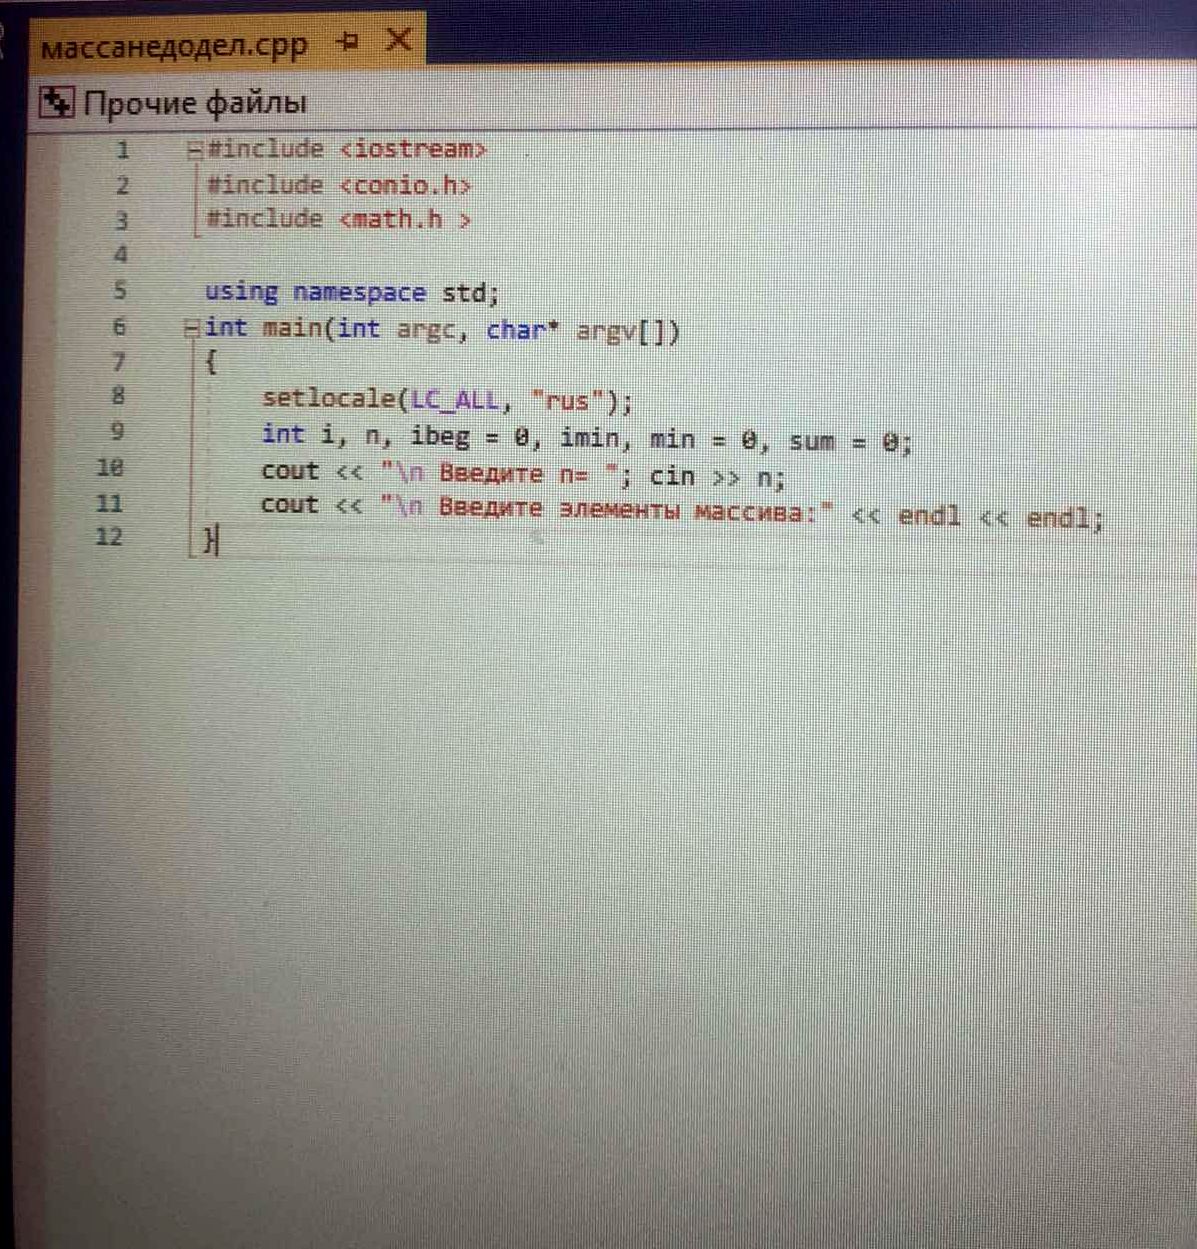 массанедодел.cpp
Прочие файлы
1 #include <iostream>
2 #include <conio.h>
3 #include <math.h >
4
5 using namespace std;
6 int main(int argc, char* argv[])
7 {
8 setlocale(LC_ALL, "rus");
9 int i, n, ibeg = 0, imin, min = 0, sum = 0;
10 cout << "\n Введите n= "; cin >> n;
11 cout << "\n Введите элементы массива:" << endl << endl;
12 }